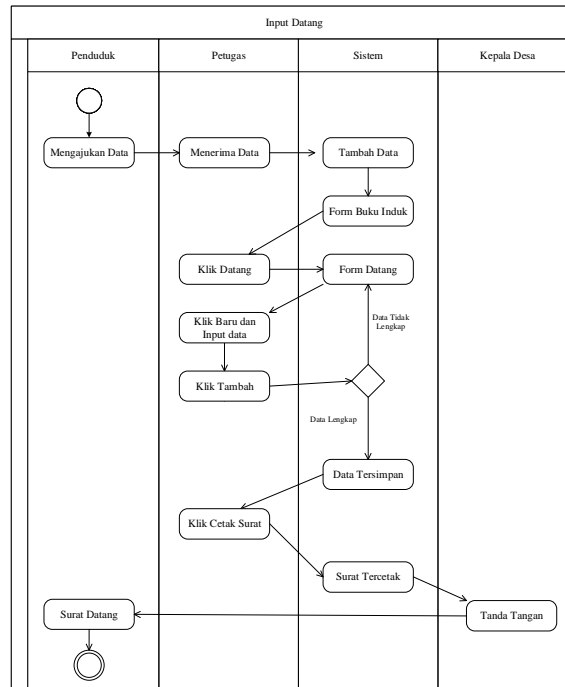 Input Datang
Penduduk
Petugas
Sistem
Kepala Desa
Mengajukan Data
Menerima Data
Tambah Data
Form Buku Induk
Klik Datang
Form Datang
Klik Baru dan
Input data
Data Tidak
Lengkap
Klik Tambah
Data Lengkap
Data Tersimpan
Klik Cetak Surat
Surat Tercetak
Surat Datang
Tanda Tangan